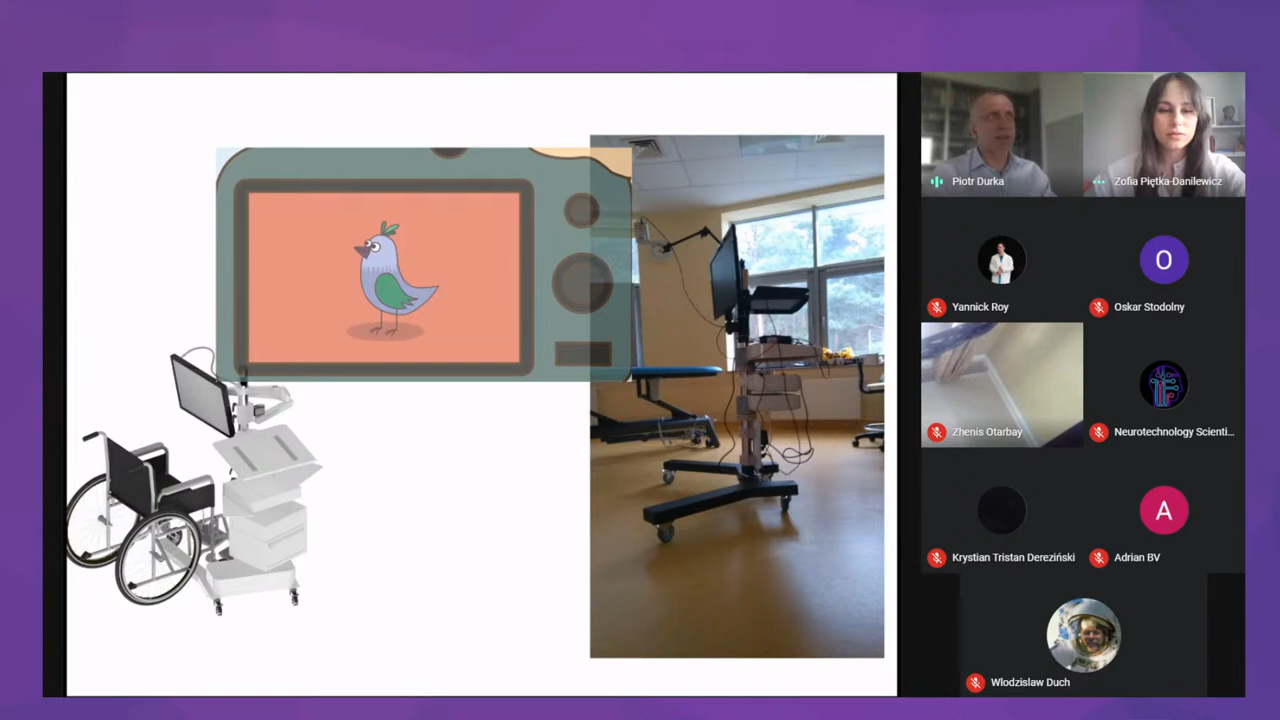 Piotr Durka
Zofia Piętka-Danilewicz
Yannick Roy
O
Oskar Stodolny
Zhenis Otarbay
Neurotechnology Scienti...
Krystian Tristan Dereziński
A
Adrian BV
Wlodzislaw Duch